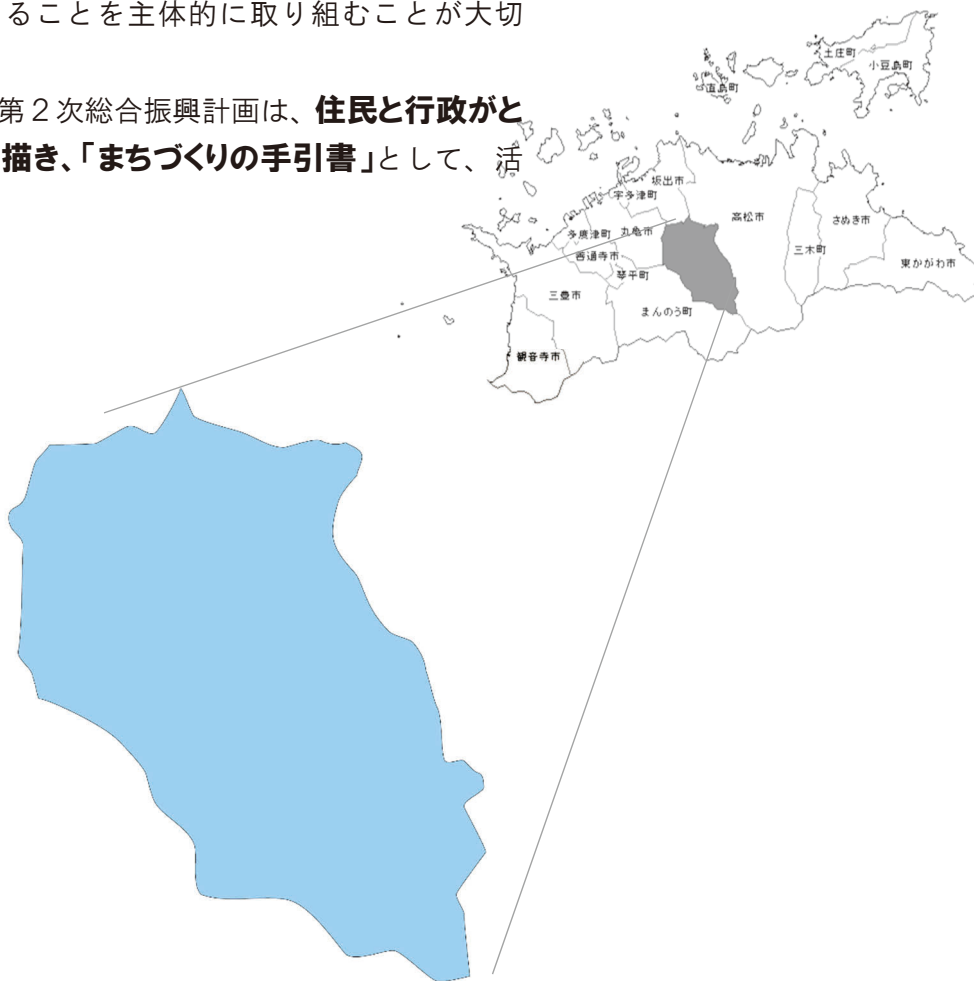 ることを主体的に取り組むことが大切
第2次総合振興計画は、住民と行政がと
描き、「まちづくりの手引書」として、活
土庄町
小豆島町
直島町
坂出市
宇多津町
高松市
さぬき市
多度津町
丸亀市
三木町
善通寺市
東かがわ市
琴平町
三豊市
まんのう町
観音寺市